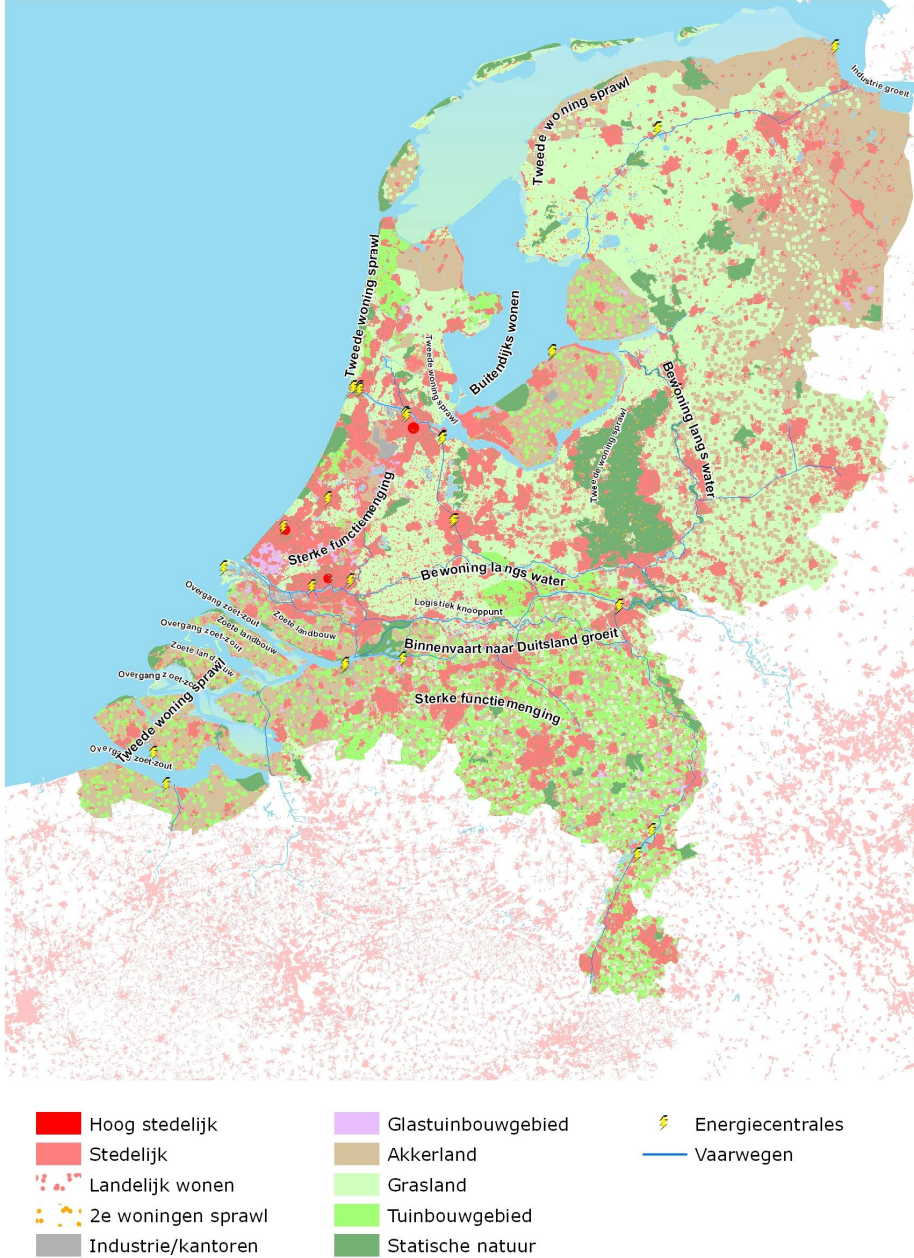 Industrie groeit
Tweede woning sprawl
Tweede woning sprawl
Tweede woning sprawl
Buitendijks wonen
Bewoning langs water
Tweede woning sprawl
Sterke functiemenging
Bewoning langs water
Overgang zoet-zout
Logistiek knooppunt
Zoete landbouw
Zoete landbouw
Overgang zoet-zout
Binnenvaart naar Duitsland groeit
Zoete landbouw
Overgang zoet-zout
Tweede woning sprawl
Sterke functiemenging
Overgang zoet-zout
Hoog stedelijk
Stedelijk
Landelijk wonen
2e woningen sprawl
Industrie/kantoren
Glastuinbouwgebied
Akkerland
Grasland
Tuinbouwgebied
Statische natuur
Energiecentrales
Vaarwegen